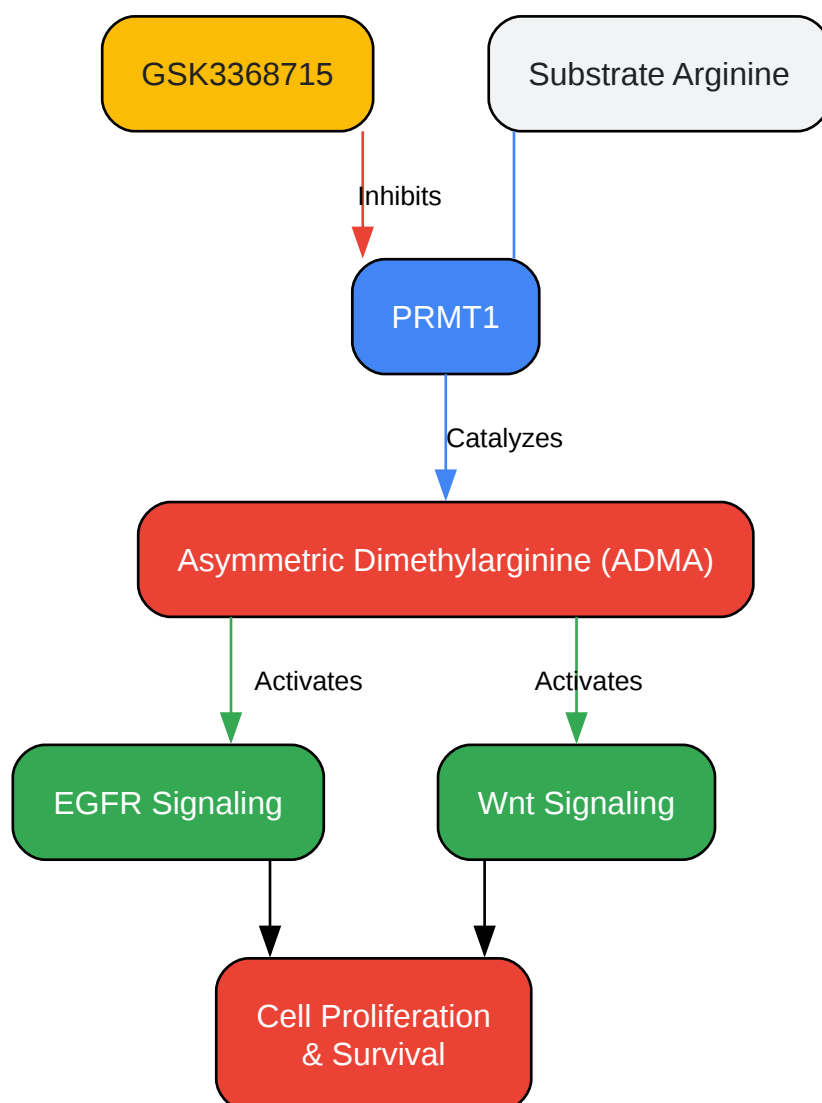 GSK3368715
Substrate Arginine
Inhibits
PRMT1
Catalyzes
Asymmetric Dimethylarginine (ADMA)
Activates
Activates
EGFR Signaling
Wnt Signaling
Cell Proliferation
& Survival